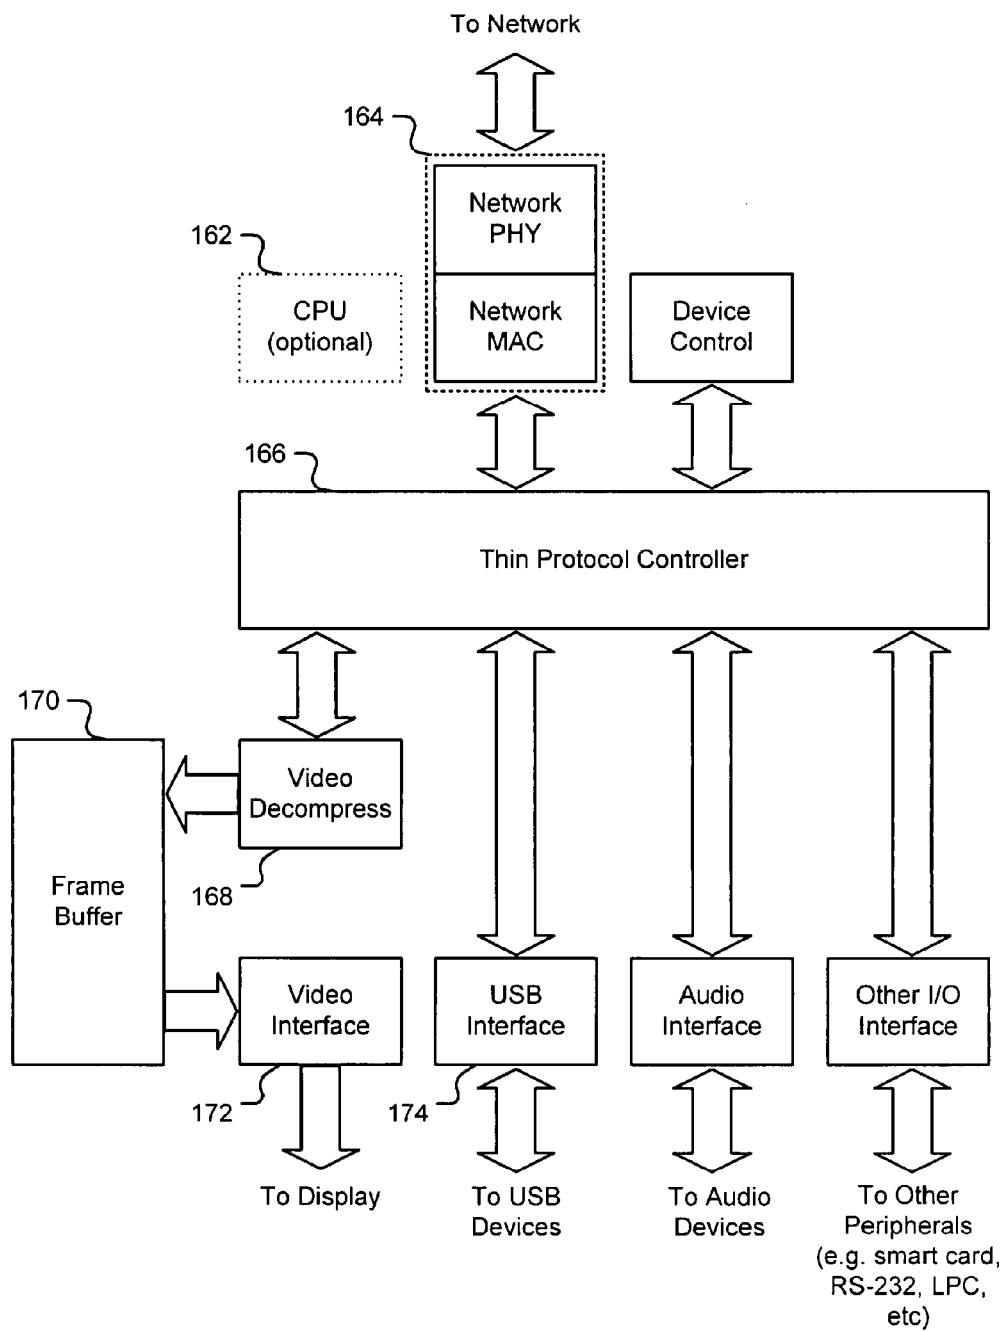 To Network
164
Network
PHY
162
CPU
(optional)
Network
MAC
Device
Control
166
Thin Protocol Controller
170
Video
Decompress
168
Frame
Buffer
Video
Interface
USB
Interface
Audio
Interface
Other I/O
Interface
172
174
To Display
To USB
Devices
To Audio
Devices
To Other
Peripherals
(e.g. smart card,
RS-232, LPC,
etc)